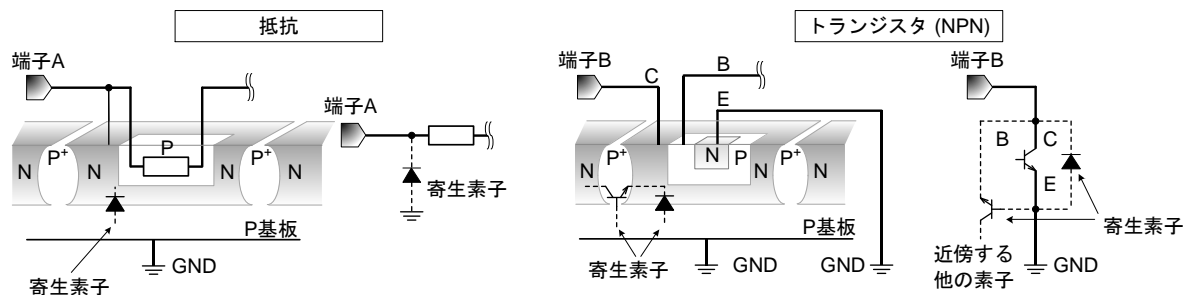 抵抗
端子A
端子A
P
N
P+
N
N
P+
N
寄生素子
P基板
寄生素子
GND
トランジスタ (NPN)
端子B
C
B
E
N
P+
N
N
P
N
P+
N
P基板
寄生素子
GND
GND
端子B
B
C
E
寄生素子
近傍する
他の素子
GND